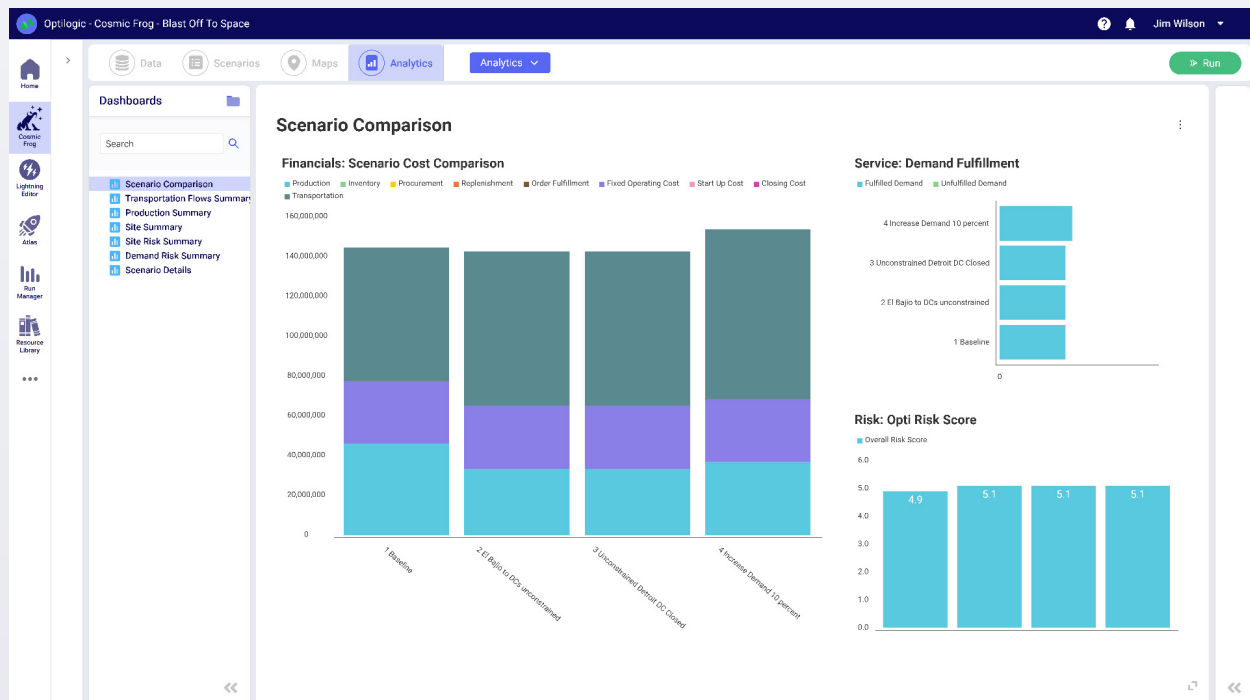 Optilogic - Cosmic Frog - Blast Off To Space
Jim Wilson
Home
Cosmic
Frog
Lightning
Editor
Atlas
Run
Manager
Resource
Library
Data
Scenarios
Maps
Analytics
Analytics
Run
Dashboards
Search
Scenario Comparison
Transportation Flows Summary
Production Summary
Site Summary
Site Risk Summary
Demand Risk Summary
Scenario Details
Scenario Comparison
Financials: Scenario Cost Comparison
Production Inventory Procurement Replenishment Order Fulfillment Fixed Operating Cost Start Up Cost Closing Cost
Transportation
160,000,000
140,000,000
120,000,000
100,000,000
80,000,000
60,000,000
40,000,000
20,000,000
0
1 Baseline
2 El Bajio to DCs unconstrained
3 Unconstrained Detroit DC Closed
4 Increase Demand 10 percent
Service: Demand Fulfillment
Fulfilled Demand Unfulfilled Demand
4 Increase Demand 10 percent
3 Unconstrained Detroit DC Closed
2 El Bajio to DCs unconstrained
1 Baseline
0
Risk: Opti Risk Score
Overall Risk Score
6.0
5.0
4.0
3.0
2.0
1.0
0.0
4.9
5.1
5.1
5.1